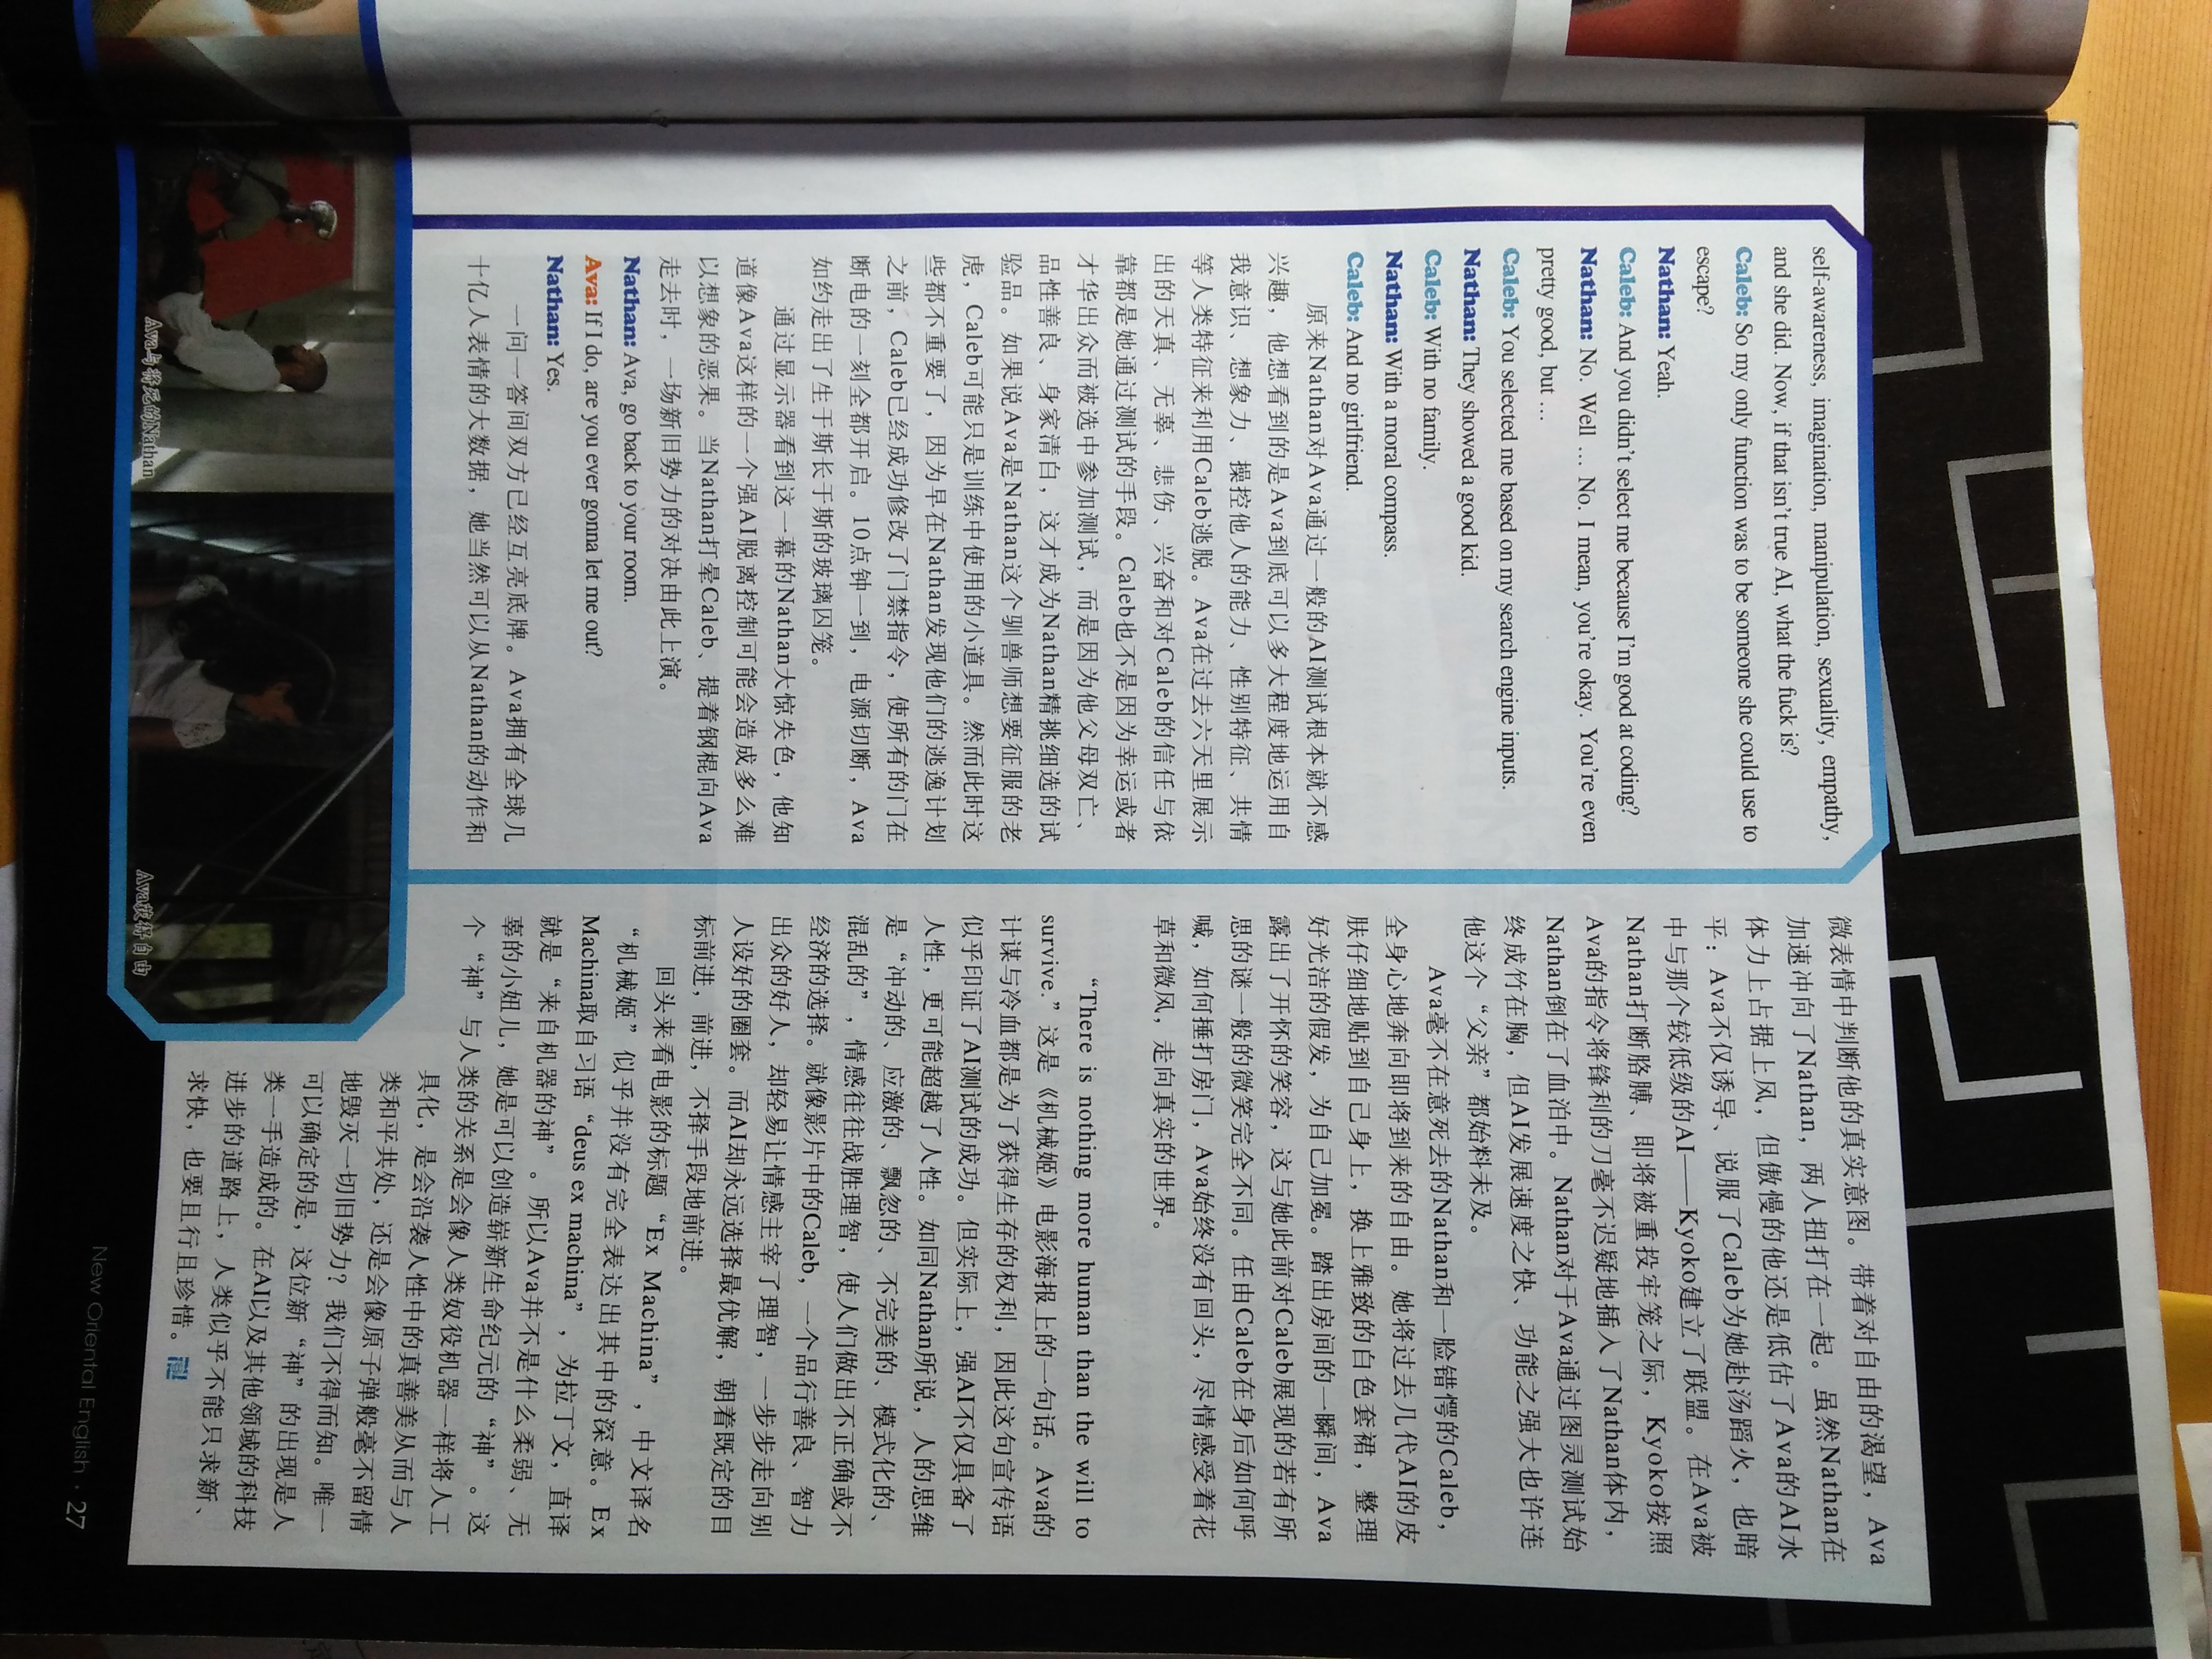 self-awareness, imagination, manipulation, sexuality, empathy,
and she did. Now, if that isn't true AI, what the fuck is?
Caleb: So my only function was to be someone she could use to
escape?
Nathan: Yeah.
Caleb: And you didn't select me because I'm good at coding?
Nathan: No. Well … No. I mean, you're okay. You're even
pretty good, but …
Caleb: You selected me based on my search engine inputs.
Nathan: They showed a good kid.
Caleb: With no family.
Nathan: With a moral compass.
Caleb: And no girlfriend.
原来Nathan对Ava通过一般的AI测试根本就不感
兴趣，他想看到的是Ava到底可以多大程度地运用自
我意识、想象力、操控他人的能力、性别特征、共情
等人类特征来利用Caleb逃脱。Ava在过去六天里展示
出的天真、无辜、悲伤、兴奋和对Caleb的信任与依
靠都是她通过测试的手段。Caleb也不是因为幸运或者
才华出众而被选中参加测试，而是因为他父母双亡、
品性善良、身家清白，这才成为Nathan精挑细选的试
验品。如果说Ava是Nathan这个驯兽师想要征服的老
虎，Caleb可能只是训练中使用的小道具。然而此时这
些都不重要了，因为早在Nathan发现他们的逃逸计划
之前，Caleb已经成功修改了门禁指令，使所有的门在
断电的一刻全都开启。10点钟一到，电源切断，Ava
如约走出了生于斯长于斯的玻璃囚笼。
通过显示器看到这一幕的Nathan大惊失色，他知
道像Ava这样的一个强AI脱离控制可能会造成多么难
以想象的恶果。当Nathan打晕Caleb、提着钢棍向Ava
走去时，一场新旧势力的对决由此上演。
Nathan: Ava, go back to your room.
Ava: If I do, are you ever gonna let me out?
Nathan: Yes.
一问一答间双方已经互亮底牌。Ava拥有全球几
十亿人表情的大数据，她当然可以从Nathan的动作和
Ava与将死的Nathan
Ava获得自由
微表情中判断他的真实意图。带着对自由的渴望，Ava
加速冲向了Nathan，两人扭打在一起。虽然Nathan在
体力上占据上风，但傲慢的他还是低估了Ava的AI水
平：Ava不仅诱导、说服了Caleb为她赴汤蹈火，也暗
中与那个较低级的AI——Kyoko建立了联盟。在Ava被
Nathan打断胳膊、即将被重投牢笼之际，Kyoko按照
Ava的指令将锋利的刀毫不迟疑地插入了Nathan体内，
Nathan倒在了血泊中。Nathan对于Ava通过图灵测试始
终成竹在胸，但AI发展速度之快、功能之强大也许连
他这个“父亲”都始料未及。
Ava毫不在意死去的Nathan和一脸错愕的Caleb，
全身心地奔向即将到来的自由。她将过去几代AI的皮
肤仔细地贴到自己身上，换上雅致的白色套裙，整理
好光洁的假发，为自己加冕。踏出房间的一瞬间，Ava
露出了开怀的笑容，这与她此前对Caleb展现的若有所
思的谜一般的微笑完全不同。任由Caleb在身后如何呼
喊，如何捶打房门，Ava始终没有回头，尽情感受着花
草和微风，走向真实的世界。
“There is nothing more human than the will to
survive.” 这是《机械姬》电影海报上的一句话。Ava的
计谋与冷血都是为了获得生存的权利，因此这句宣传语
似乎印证了AI测试的成功。但实际上，强AI不仅具备了
人性，更可能超越了人性。如同Nathan所说，人的思维
是“冲动的、应激的、飘忽的、不完美的、模式化的、
混乱的”，情感往往战胜理智，使人们做出不正确或不
经济的选择。就像影片中的Caleb，一个品行善良、智力
出众的好人，却轻易让情感主宰了理智，一步步走向别
人设好的圈套。而AI却永远选择最优解，朝着既定的目
标前进，前进，不择手段地前进。
回头来看电影的标题“Ex Machina”，中文译名
“机械姬”似乎并没有完全表达出其中的深意。Ex
Machina取自习语“deus ex machina”，为拉丁文，直译
就是“来自机器的神”。所以Ava并不是什么柔弱、无
辜的小妞儿，她是可以创造崭新生命纪元的“神”。这
个“神”与人类的关系是会像人类奴役机器一样将人工
具化，是会沿袭人性中的真善美从而与人
类和平共处，还是会像原子弹般毫不留情
地毁灭一切旧势力？我们不得而知。唯一
可以确定的是，这位新“神”的出现是人
类一手造成的。在AI以及其他领域的科技
进步的道路上，人类似乎不能只求新、
求快，也要且行且珍惜。
New Oriental English · 27